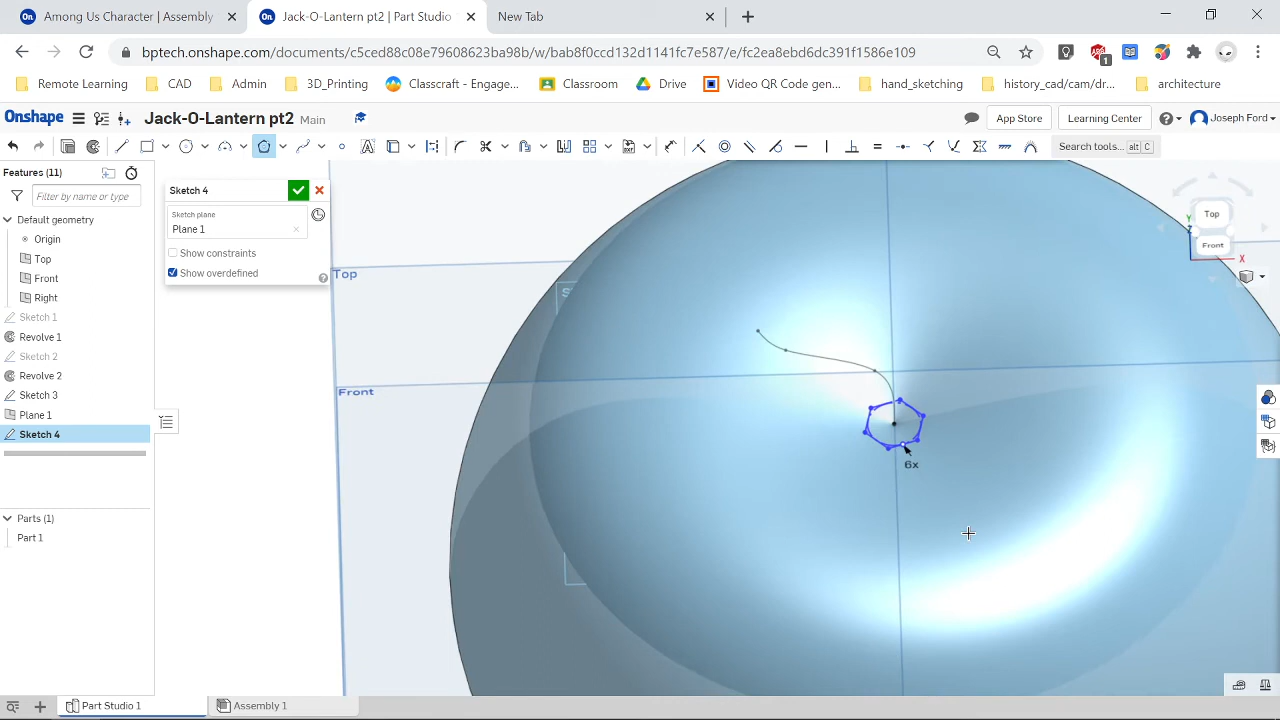 Among Us Character | Assembly
Jack-O-Lantern pt2 | Part Studio
New Tab
bptech.onshape.com/documents/c5ced88c08e79608623ba98b/w/bab8f0ccd132d1141fc7e587/e/fc2ea8ebd6dc391f1586e109
1
Remote Learning
CAD
Admin
3D_Printing
Classcraft - Engage...
Classroom
Drive
Video QR Code gen...
hand_sketching
history_cad/cam/dr...
architecture
Onshape
Jack-O-Lantern pt2
Main
App Store
Learning Center
Joseph Ford
Search tools...
alt C
Features (11)
Filter by name or type
Default geometry
Origin
Top
Front
Right
Sketch 1
Revolve 1
Sketch 2
Revolve 2
Sketch 3
Plane 1
Sketch 4
Parts (1)
Part 1
Sketch 4
Sketch plane
Plane 1
Show constraints
Show overdefined
Top
Front
6x
Top
Front
Y
Z
X
Part Studio 1
Assembly 1